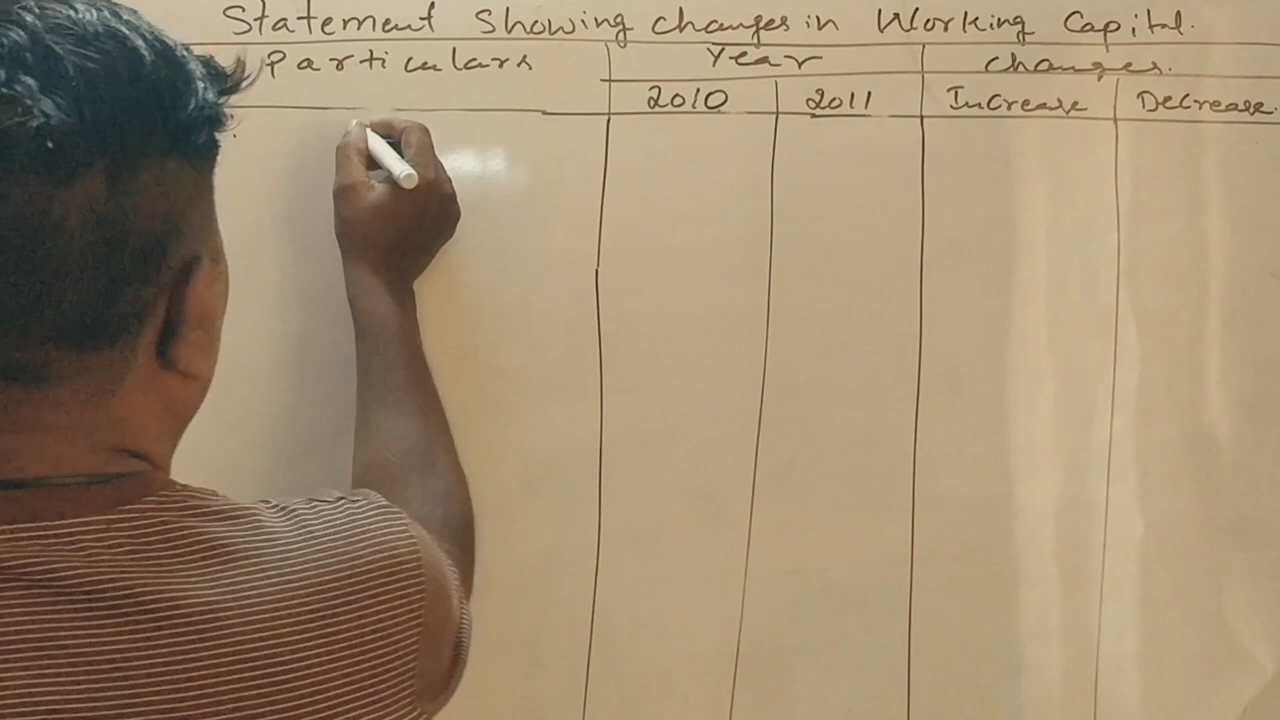 Statement Showing changes in Working Capital.
Particulars Year changes.
2010 2011 Increase Decrease.